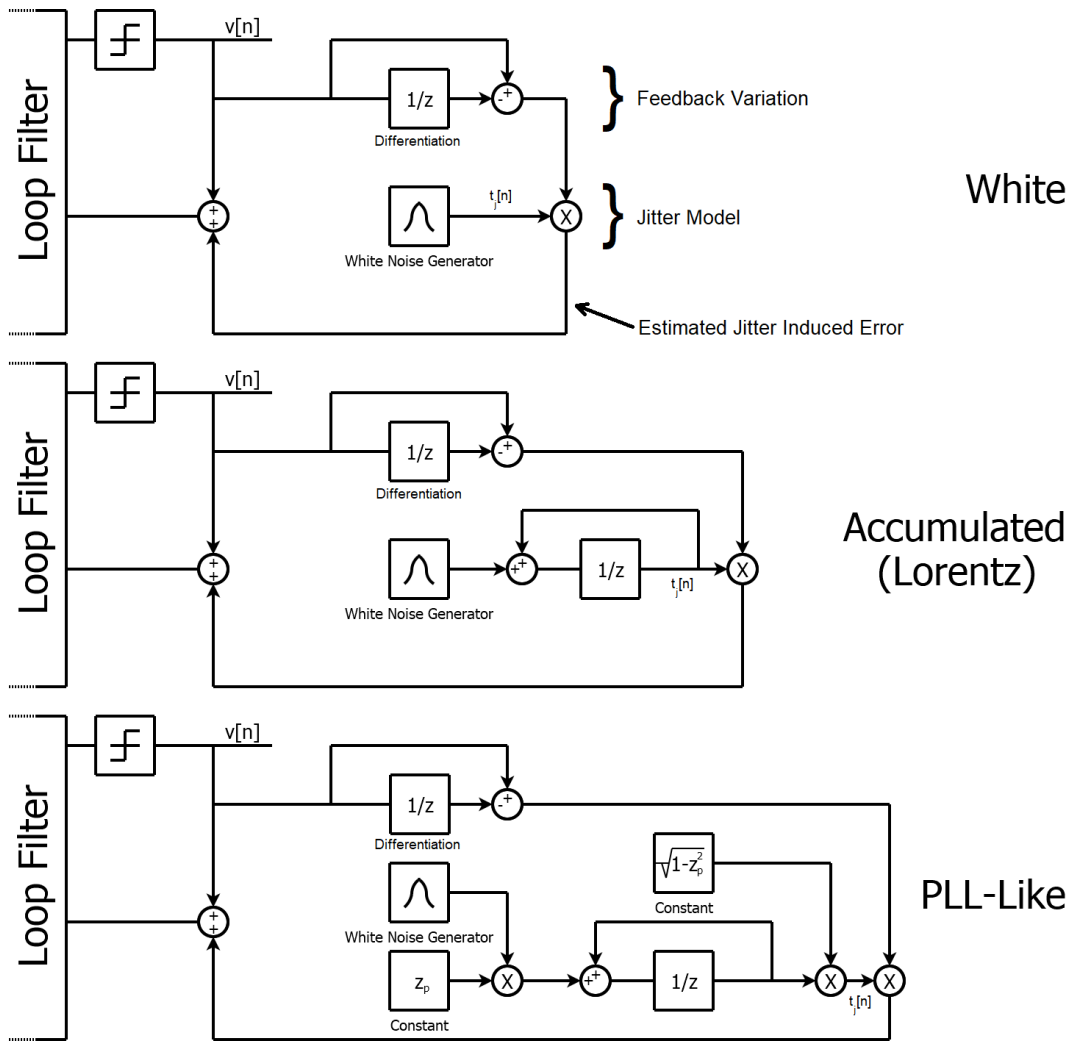 Loop Filter
v[n]
1/z
- +
Differentiation
} Feedback Variation
White
+
+
t_j[n]
X
} Jitter Model
White Noise Generator
Estimated Jitter Induced Error
Loop Filter
v[n]
1/z
- +
Differentiation
Accumulated
(Lorentz)
+
+
+ +
1/z
t_j[n]
X
White Noise Generator
Loop Filter
v[n]
1/z
- +
Differentiation
√1-z_p^2
Constant
PLL-Like
+
+
White Noise Generator
z_p
X
+ +
1/z
X
t_j[n]
X
Constant